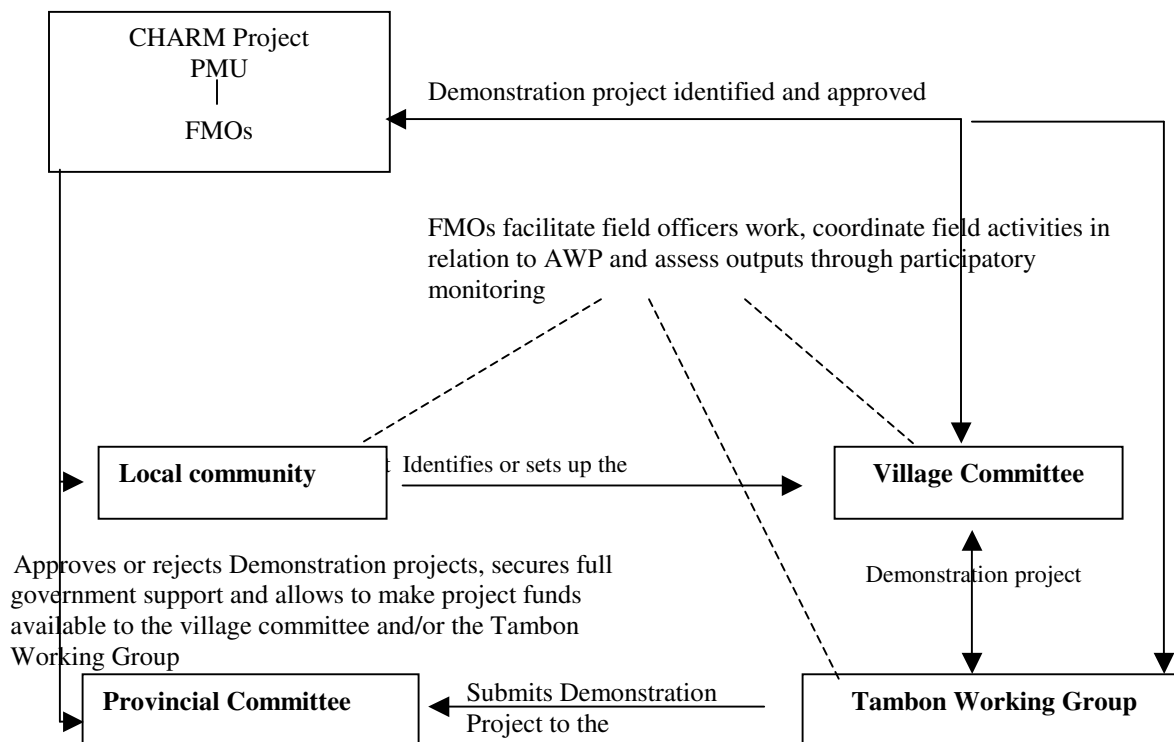 CHARM Project
PMU
FMOs
Demonstration project identified and approved
FMOs facilitate field officers work, coordinate field activities in
relation to AWP and assess outputs through participatory
monitoring
Local community
t Identifies or sets up the
Village Committee
Approves or rejects Demonstration projects, secures full
government support and allows to make project funds
available to the village committee and/or the Tambon
Working Group
Demonstration project
Provincial Committee
Submits Demonstration
Project to the
Tambon Working Group